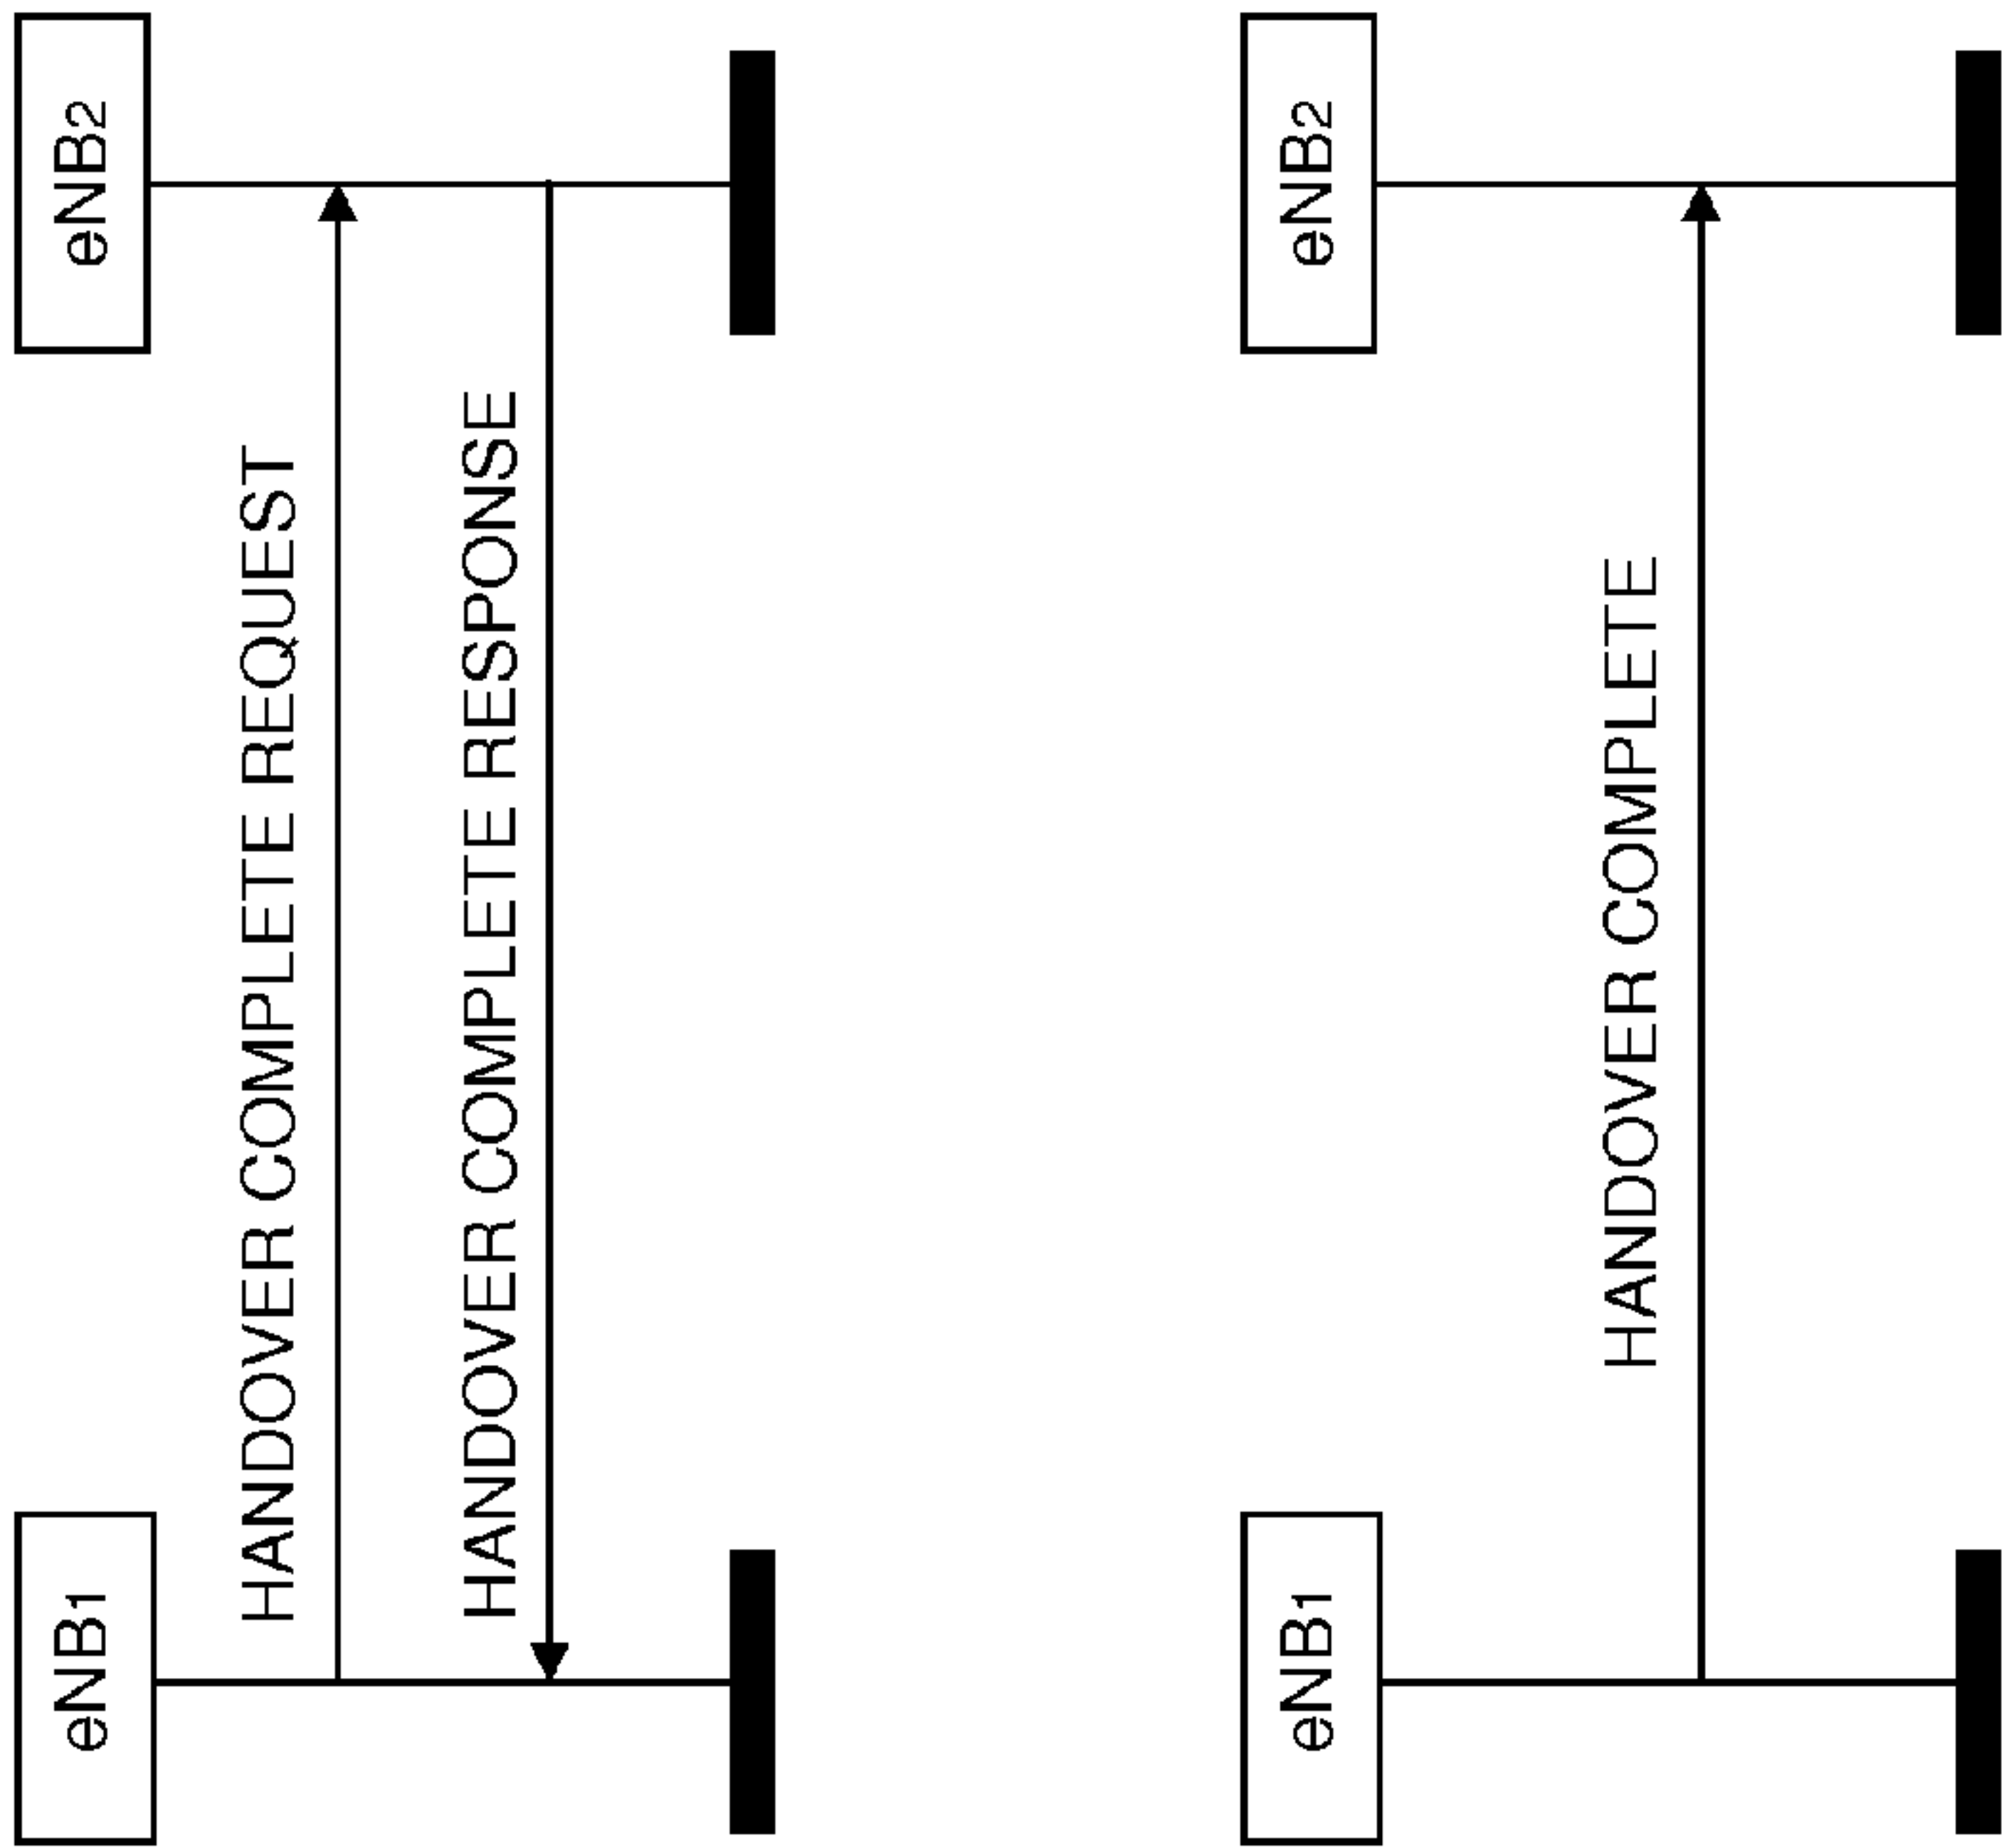 eNB1
eNB2
HANDOVER COMPLETE REQUEST
HANDOVER COMPLETE RESPONSE
eNB1
eNB2
HANDOVER COMPLETE